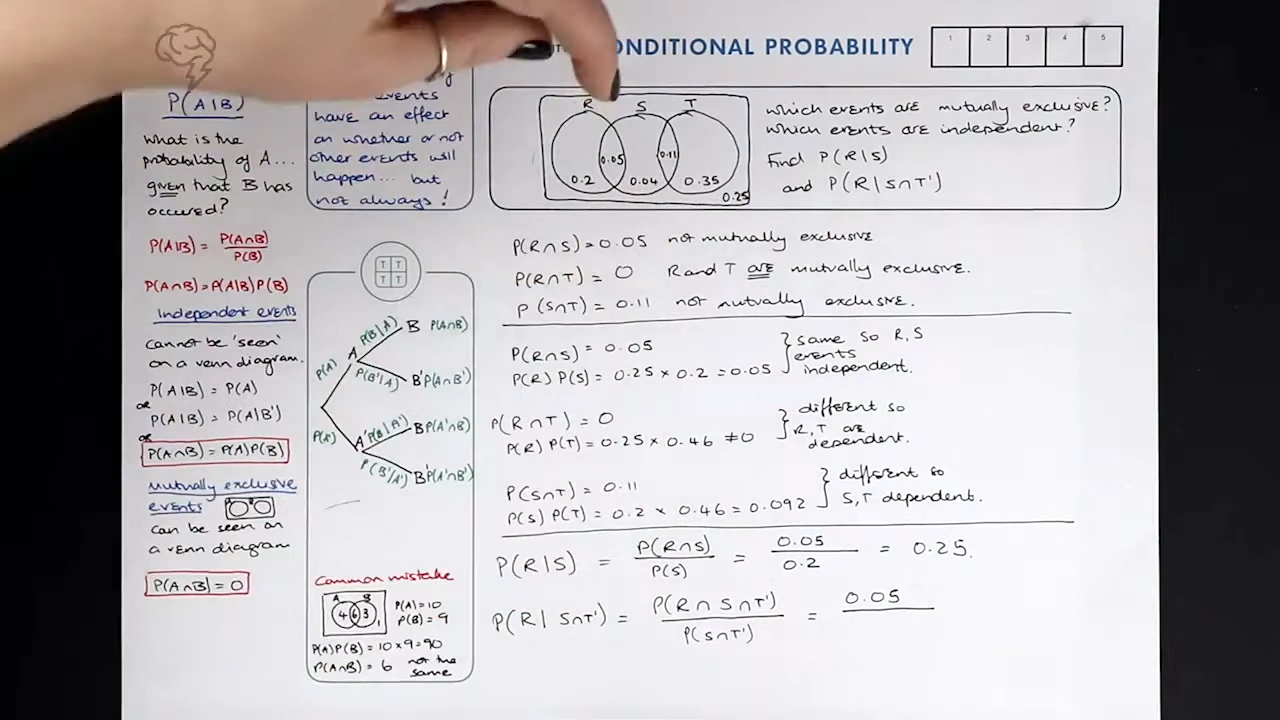 ONDITIONAL PROBABILITY
1 2 3 4 5
P(A|B)
What is the
probability of A...
given that B has
occured?
P(A|B) = P(A∩B)
P(B)
P(A∩B)=P(A|B)P(B)
Independent events
cannot be 'seen'
on a venn diagram.
P(A|B) = P(A)
or
P(A|B) = P(A|B')
or
P(A∩B) = P(A)P(B)
Mutually exclusive
events
can be seen on
a venn diagram
P(A∩B) = 0
events
have an effect
on whether or not
other events will
happen... but
not always!
T T
T T
P(A) A P(B|A) B P(A∩B)
P(B'|A) B' P(A∩B')
P(A) A' P(B|A') B P(A'∩B)
P(B'|A') B' P(A'∩B')
Common mistake
A B
4 6 3
1
P(A)=10
P(B)=9
P(A)P(B) = 10 × 9 = 90
P(A∩B) = 6 not the
same
R S T
0.05 0.11
0.2 0.04 0.35
0.25
which events are mutually exclusive?
which events are independent?
Find P(R|S)
and P(R|S∩T')
P(R∩S) = 0.05 not mutually exclusive
P(R∩T) = 0 R and T are mutually exclusive.
P(S∩T) = 0.11 not mutually exclusive.
P(R∩S) = 0.05
P(R) P(S) = 0.25 × 0.2 = 0.05
same so R, S
events
independent.
P(R∩T) = 0
P(R) P(T) = 0.25 × 0.46 ≠ 0
different so
R, T are
dependent.
P(S∩T) = 0.11
P(S) P(T) = 0.2 × 0.46 = 0.092
different so
S, T dependent.
P(R|S) = P(R∩S) = 0.05 = 0.25.
P(S) 0.2
P(R|S∩T') = P(R∩S∩T') = 0.05
P(S∩T')